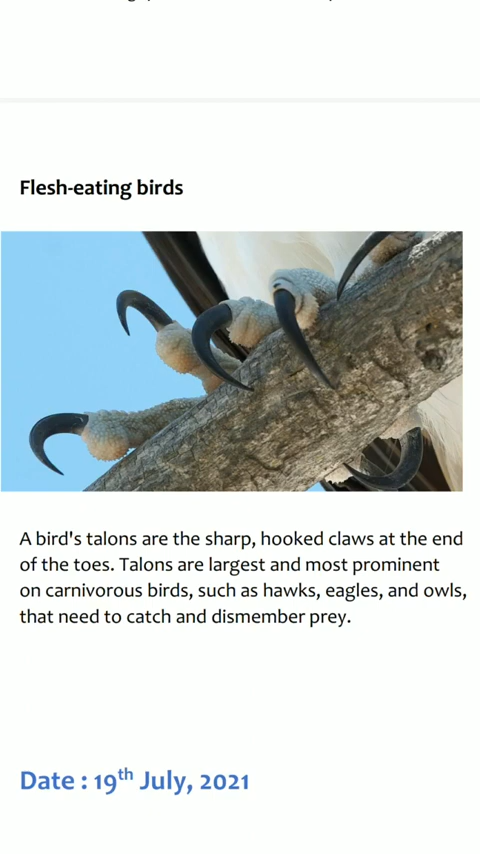 Flesh-eating birds
A bird's talons are the sharp, hooked claws at the end
of the toes. Talons are largest and most prominent
on carnivorous birds, such as hawks, eagles, and owls,
that need to catch and dismember prey.
Date : 19th July, 2021